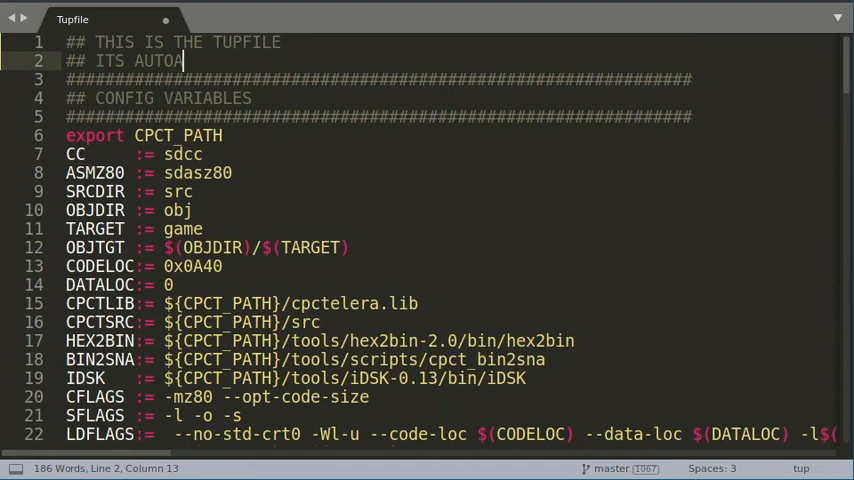 Tupfile
1 ## THIS IS THE TUPFILE
2 ## ITS AUTOA
3 ################################################################
4 ## CONFIG VARIABLES
5 ################################################################
6 export CPCT_PATH
7 CC := sdcc
8 ASMZ80 := sdasz80
9 SRCDIR := src
10 OBJDIR := obj
11 TARGET := game
12 OBJTGT := $(OBJDIR)/$(TARGET)
13 CODELOC:= 0x0A40
14 DATALOC:= 0
15 CPCTLIB:= ${CPCT_PATH}/cpctelera.lib
16 CPCTSRC:= ${CPCT_PATH}/src
17 HEX2BIN:= ${CPCT_PATH}/tools/hex2bin-2.0/bin/hex2bin
18 BIN2SNA:= ${CPCT_PATH}/tools/scripts/cpct_bin2sna
19 IDSK := ${CPCT_PATH}/tools/iDSK-0.13/bin/iDSK
20 CFLAGS := -mz80 --opt-code-size
21 SFLAGS := -l -o -s
22 LDFLAGS:= --no-std-crt0 -Wl-u --code-loc $(CODELOC) --data-loc $(DATALOC) -l$(
186 Words, Line 2, Column 13 master 1067 Spaces: 3 tup